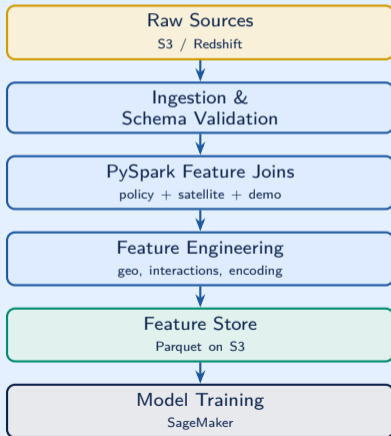 Raw Sources
S3 / Redshift
Ingestion &
Schema Validation
PySpark Feature Joins
policy + satellite + demo
Feature Engineering
geo, interactions, encoding
Feature Store
Parquet on S3
Model Training
SageMaker